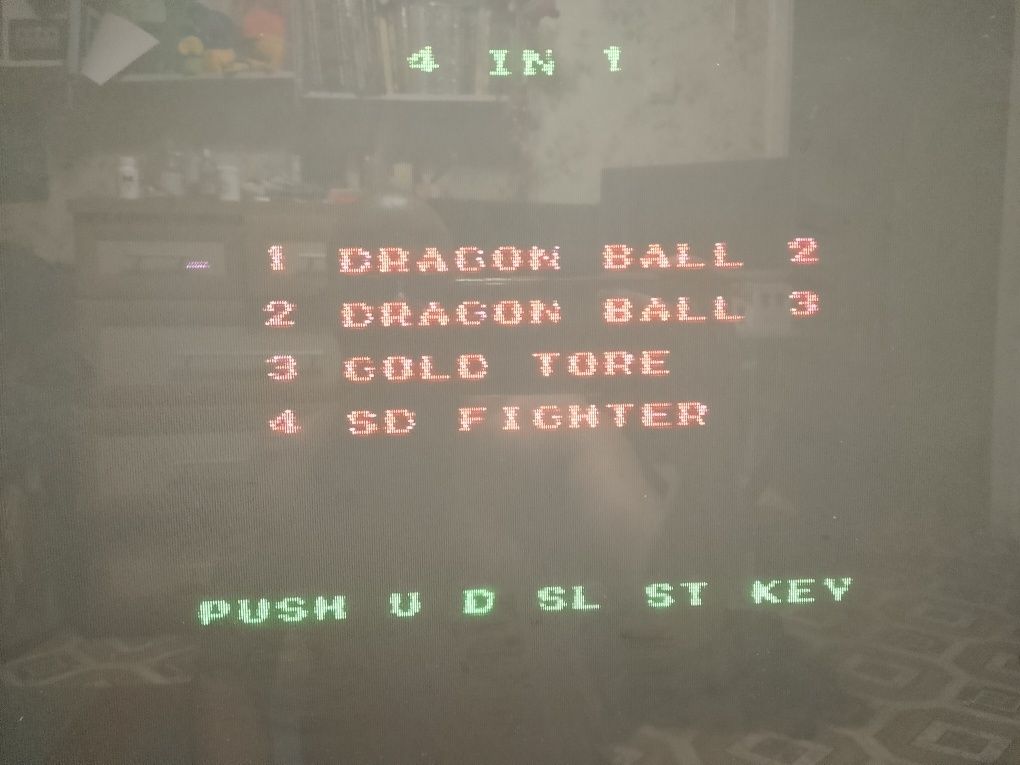 4 IN 1
1 DRAGON BALL 2
2 DRAGON BALL 3
3 GOLD TORE
4 SD FIGHTER
PUSH U D SL ST KEY